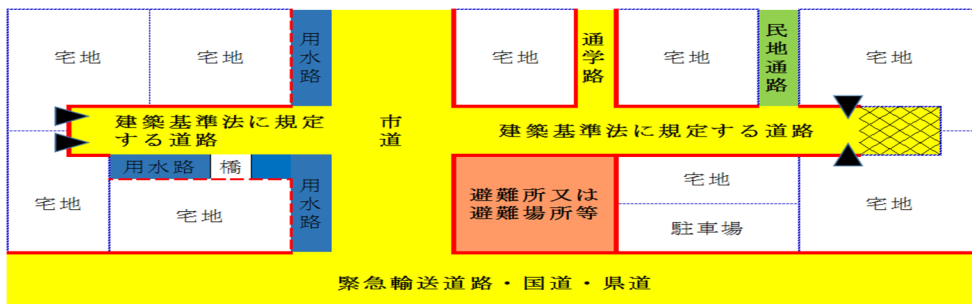 宅地
宅地
用水路
宅地
通学路
宅地
民地通路
宅地
建築基準法に規定
する道路
市道
建築基準法に規定する道路
用水路
橋
用水路
宅地
宅地
避難所又は
避難場所等
宅地
駐車場
宅地
緊急輸送道路・国道・県道